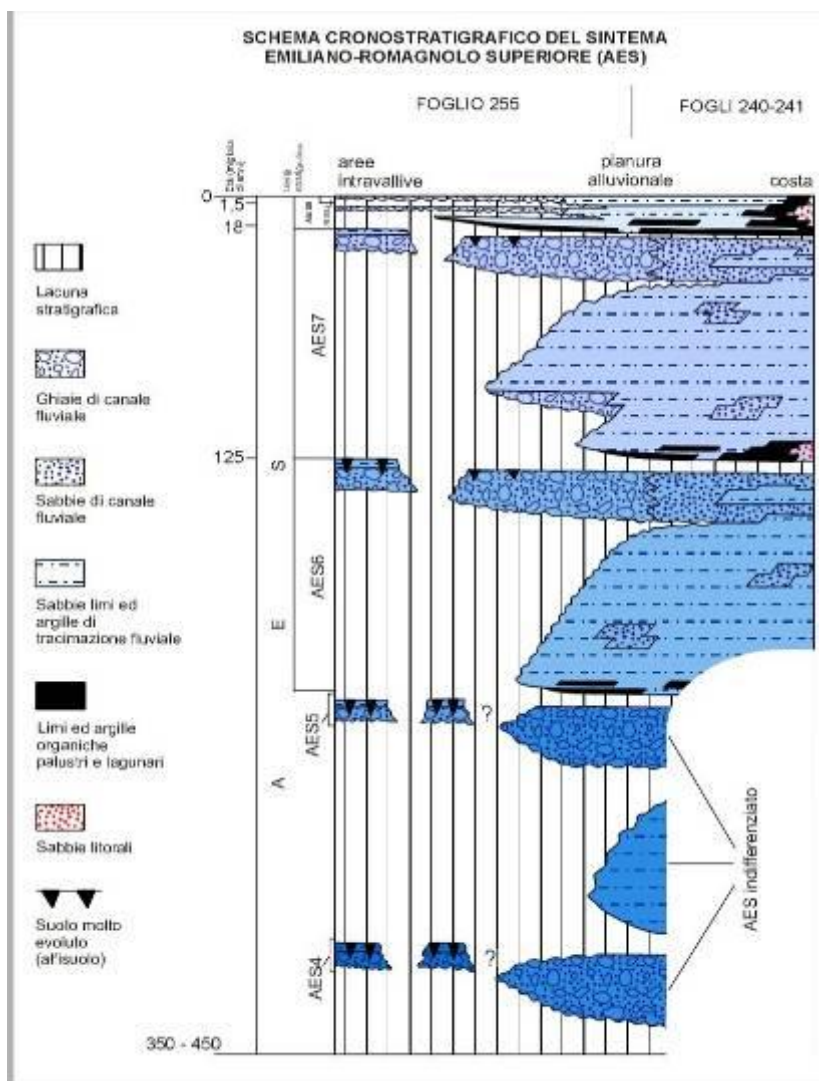 SCHEMA CRONOSTRATIGRAFICO DEL SINTEMA
EMILIANO-ROMAGNOLO SUPERIORE (AES)
FOGLIO 255
FOGLI 240-241
aree
intravallive
pianura
alluvionale
costa
0
1,5
18
125
350 - 450
A E S
AES7
AES6
AES5
AES4
?
?
AES indifferenziato
Lacuna
stratigrafica
Ghiaie di canale
fluviale
Sabbie di canale
fluviale
Sabbie limi ed
argille di
tracimazione fluviale
Limi ed argille
organiche
palustri e lagunari
Sabbie litorali
Suolo molto
evoluto
(alfisuolo)